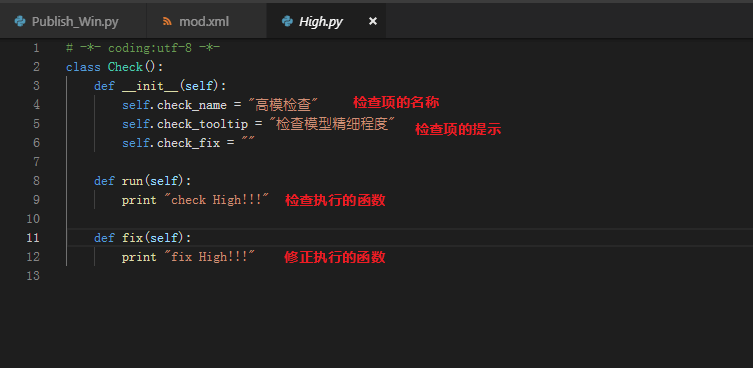 Publish_Win.py mod.xml High.py ×
1 # -*- coding:utf-8 -*-
2 class Check():
3 def __init__(self):
4 self.check_name = "高模检查" 检查项的名称
5 self.check_tooltip = "检查模型精细程度" 检查项的提示
6 self.check_fix = ""
7
8 def run(self):
9 print "check High!!!" 检查执行的函数
10
11 def fix(self):
12 print "fix High!!!" 修正执行的函数
13